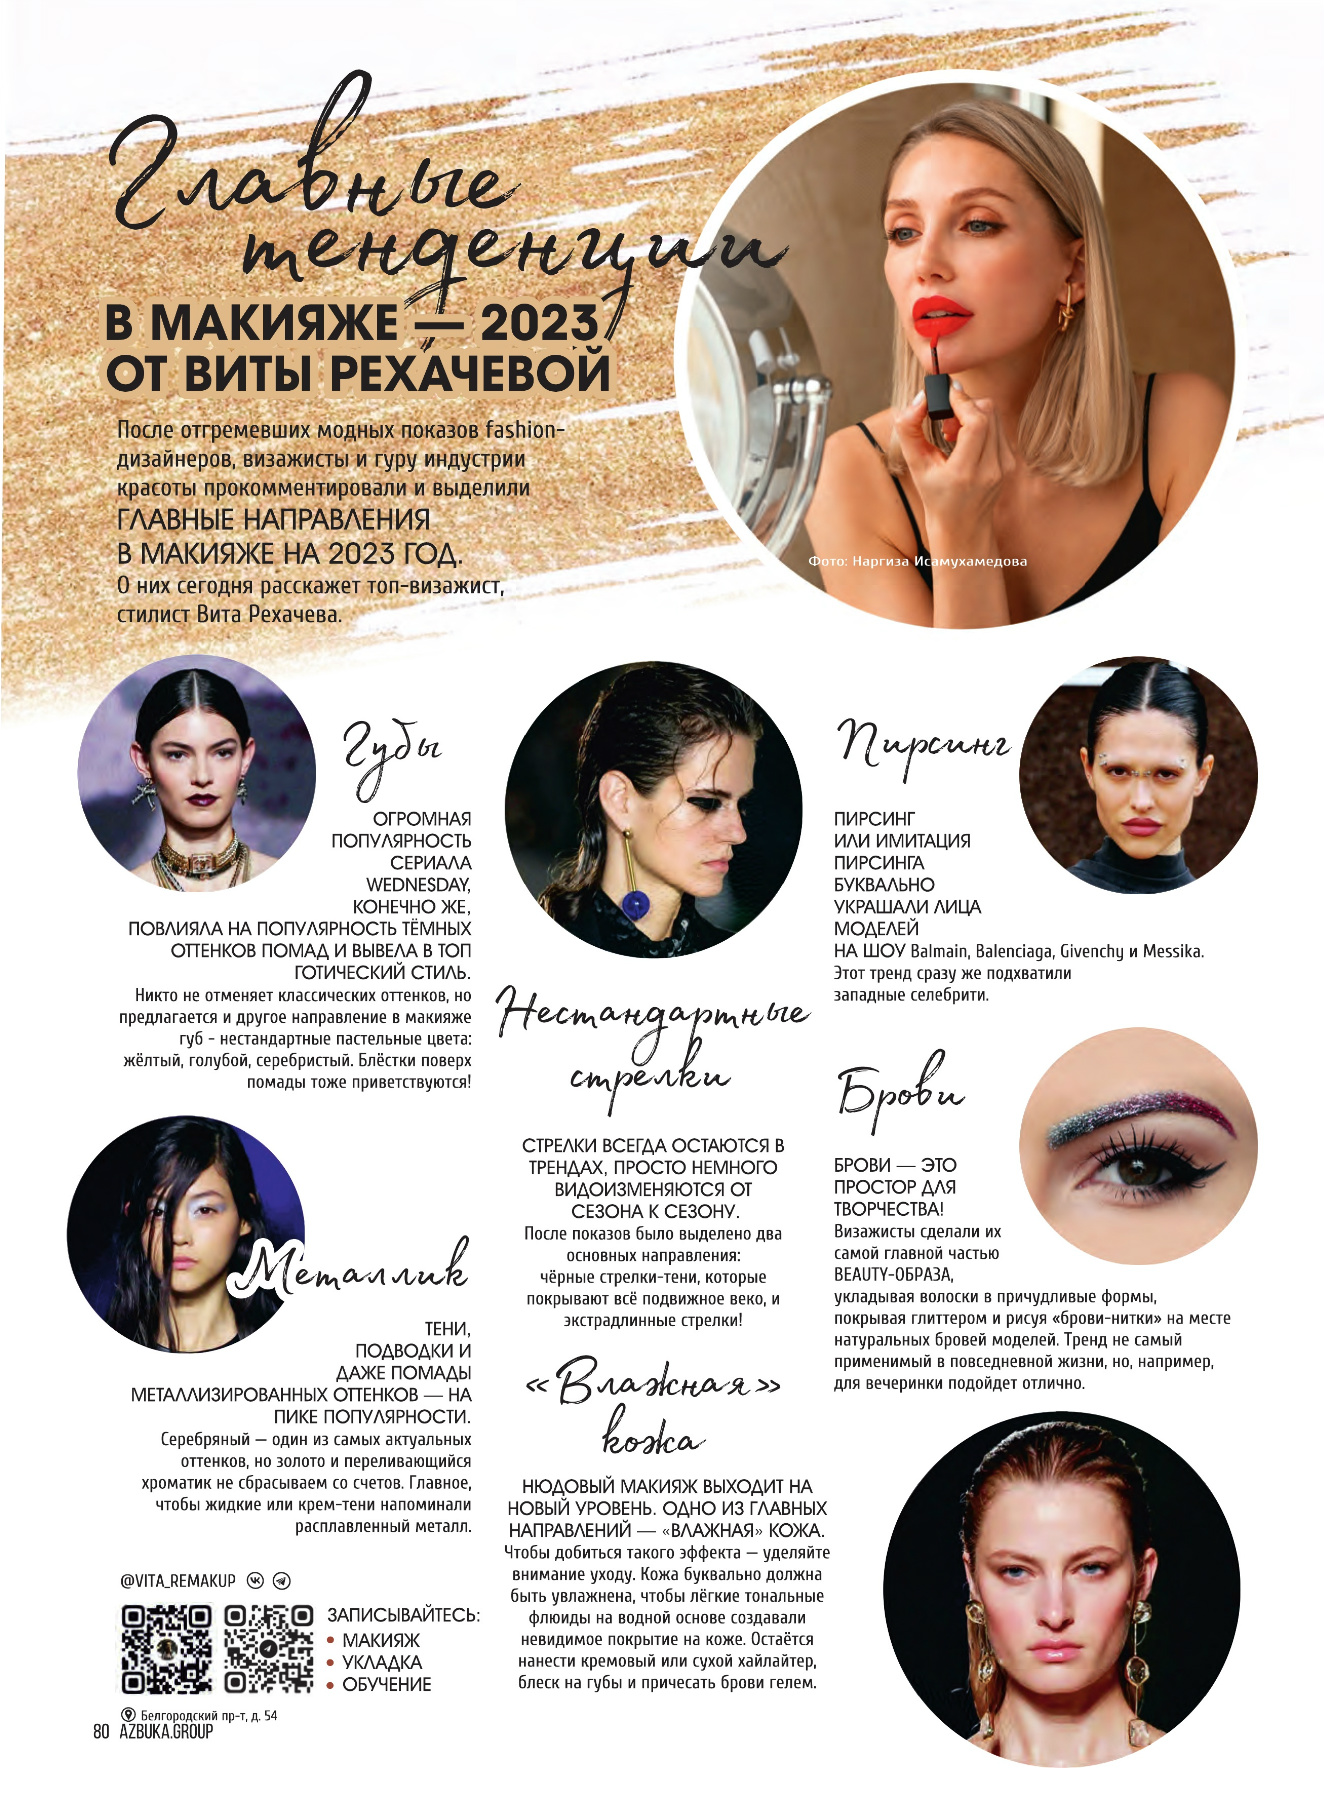 Главные
тенденции
В МАКИЯЖЕ — 2023
ОТ ВИТЫ РЕХАЧЕВОЙ
После отгремевших модных показов fashion-
дизайнеров, визажисты и гуру индустрии
красоты прокомментировали и выделили
ГЛАВНЫЕ НАПРАВЛЕНИЯ
В МАКИЯЖЕ НА 2023 ГОД.
О них сегодня расскажет топ-визажист,
стилист Вита Рехачева.
Фото: Наргиза Исамухамедова
Губы
ОГРОМНАЯ
ПОПУЛЯРНОСТЬ
СЕРИАЛА
WEDNESDAY,
КОНЕЧНО ЖЕ,
ПОВЛИЯЛА НА ПОПУЛЯРНОСТЬ ТЁМНЫХ
ОТТЕНКОВ ПОМАД И ВЫВЕЛА В ТОП
ГОТИЧЕСКИЙ СТИЛЬ.
Никто не отменяет классических оттенков, но
предлагается и другое направление в макияже
губ - нестандартные пастельные цвета:
жёлтый, голубой, серебристый. Блёстки поверх
помады тоже приветствуются!
Металлик
ТЕНИ,
ПОДВОДКИ И
ДАЖЕ ПОМАДЫ
МЕТАЛЛИЗИРОВАННЫХ ОТТЕНКОВ — НА
ПИКЕ ПОПУЛЯРНОСТИ.
Серебряный — один из самых актуальных
оттенков, но золото и переливающийся
хроматик не сбрасываем со счетов. Главное,
чтобы жидкие или крем-тени напоминали
расплавленный металл.
@VITA_REMAKUP
ЗАПИСЫВАЙТЕСЬ:
• МАКИЯЖ
• УКЛАДКА
• ОБУЧЕНИЕ
Белгородский пр-т, д. 54
80 AZBUKA.GROUP
Нестандартные
стрелки
СТРЕЛКИ ВСЕГДА ОСТАЮТСЯ В
ТРЕНДАХ, ПРОСТО НЕМНОГО
ВИДОИЗМЕНЯЮТСЯ ОТ
СЕЗОНА К СЕЗОНУ.
После показов было выделено два
основных направления:
чёрные стрелки-тени, которые
покрывают всё подвижное веко, и
экстрадлинные стрелки!
«Влажная»
кожа
НЮДОВЫЙ МАКИЯЖ ВЫХОДИТ НА
НОВЫЙ УРОВЕНЬ. ОДНО ИЗ ГЛАВНЫХ
НАПРАВЛЕНИЙ — «ВЛАЖНАЯ» КОЖА.
Чтобы добиться такого эффекта — уделяйте
внимание уходу. Кожа буквально должна
быть увлажнена, чтобы лёгкие тональные
флюиды на водной основе создавали
невидимое покрытие на коже. Остаётся
нанести кремовый или сухой хайлайтер,
блеск на губы и причесать брови гелем.
Пирсинг
ПИРСИНГ
ИЛИ ИМИТАЦИЯ
ПИРСИНГА
БУКВАЛЬНО
УКРАШАЛИ ЛИЦА
МОДЕЛЕЙ
НА ШОУ Balmain, Balenciaga, Givenchy и Messika.
Этот тренд сразу же подхватили
западные селебрити.
Брови
БРОВИ — ЭТО
ПРОСТОР ДЛЯ
ТВОРЧЕСТВА!
Визажисты сделали их
самой главной частью
BEAUTY-ОБРАЗА,
укладывая волоски в причудливые формы,
покрывая глиттером и рисуя «брови-нитки» на месте
натуральных бровей моделей. Тренд не самый
применимый в повседневной жизни, но, например,
для вечеринки подойдет отлично.